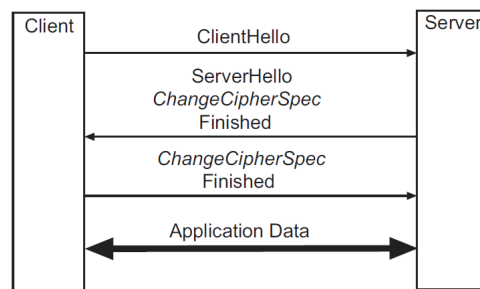 Client
Server
ClientHello
ServerHello
ChangeCipherSpec
Finished
ChangeCipherSpec
Finished
Application Data